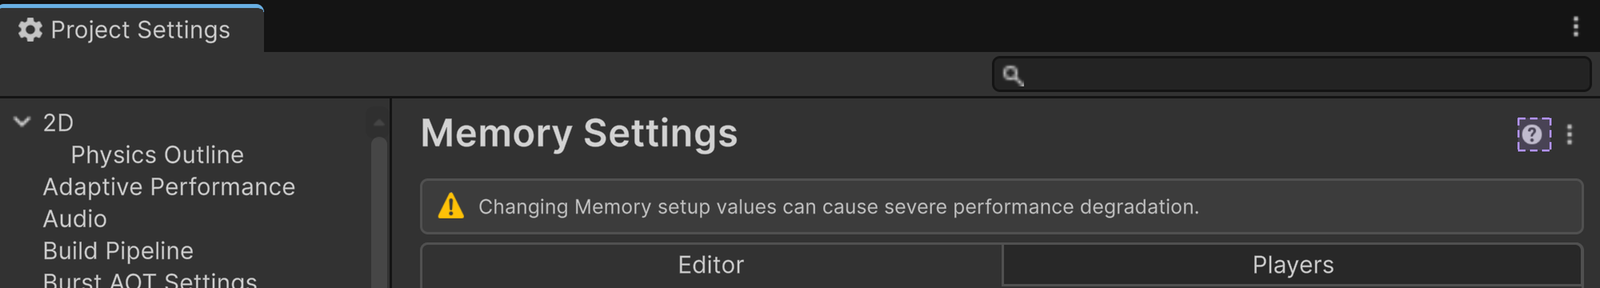 Project Settings
2D
Physics Outline
Adaptive Performance
Audio
Build Pipeline
Burst AOT Settings
Memory Settings
Changing Memory setup values can cause severe performance degradation.
Editor
Players